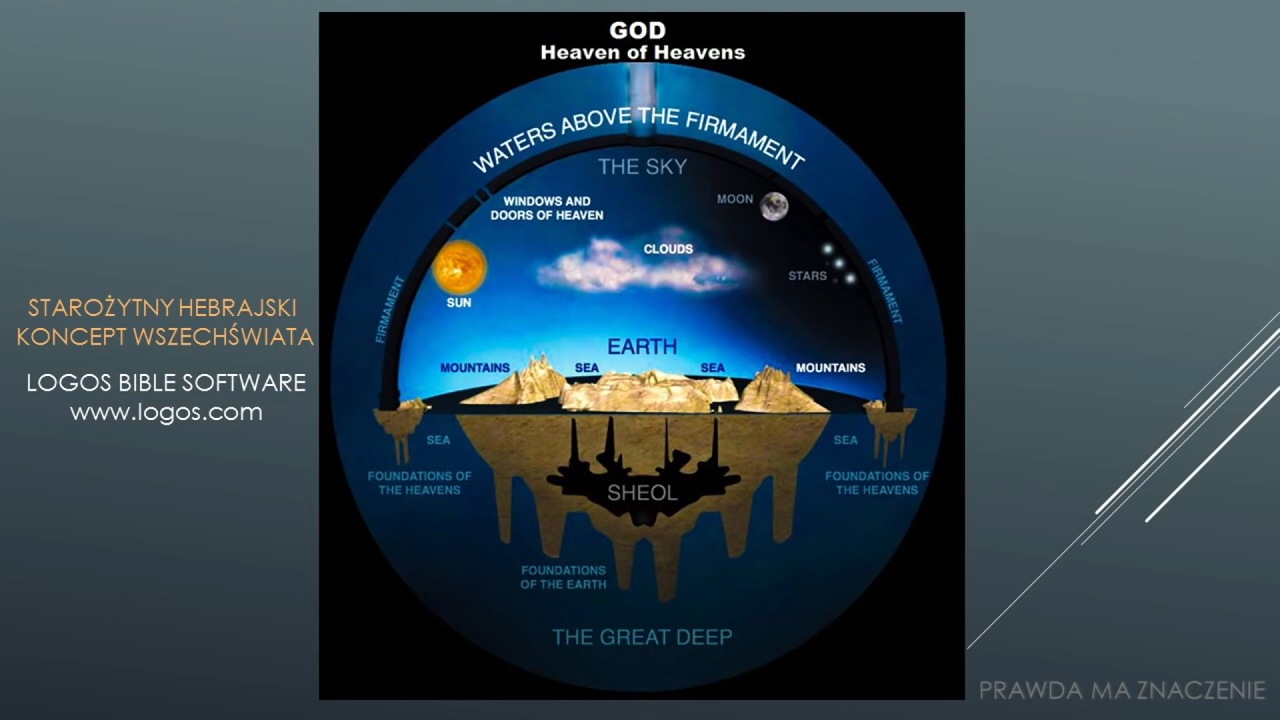 GOD
Heaven of Heavens
WATERS ABOVE THE FIRMAMENT
THE SKY
WINDOWS AND
DOORS OF HEAVEN
MOON
CLOUDS
STARS
SUN
FIRMAMENT
FIRMAMENT
EARTH
MOUNTAINS
SEA
SEA
MOUNTAINS
SEA
SEA
FOUNDATIONS OF
THE HEAVENS
FOUNDATIONS OF
THE HEAVENS
SHEOL
FOUNDATIONS
OF THE EARTH
THE GREAT DEEP
STAROŻYTNY HEBRAJSKI
KONCEPT WSZECHŚWIATA
LOGOS BIBLE SOFTWARE
www.logos.com
PRAWDA MA ZNACZENIE